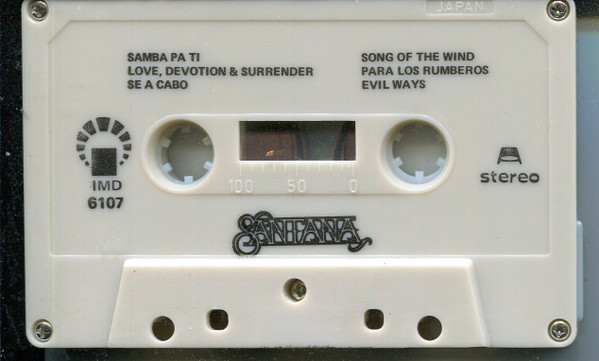 JAPAN
SAMBA PA TI
LOVE, DEVOTION & SURRENDER
SE A CABO
SONG OF THE WIND
PARA LOS RUMBEROS
EVIL WAYS
IMD
6107
100 50 0
stereo
SANTANA